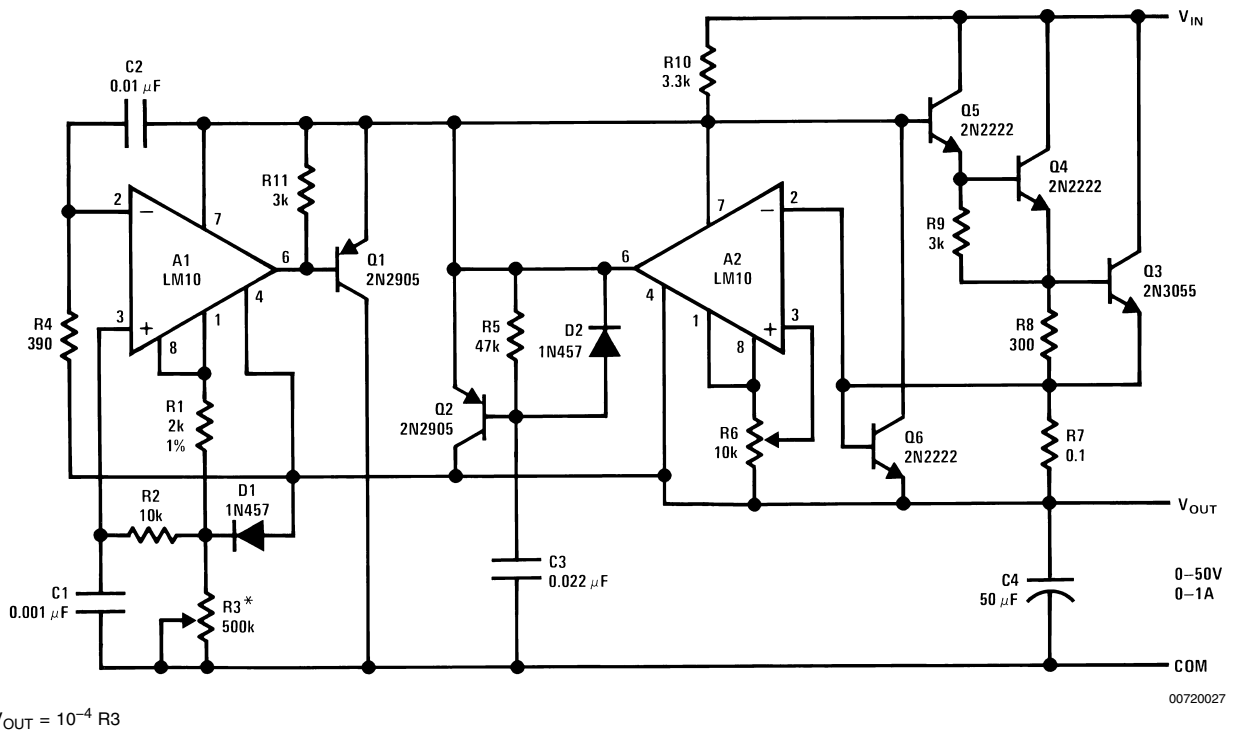 V_IN
R10
3.3k
C2
0.01 μF
Q5
2N2222
Q4
2N2222
R11
3k
2
−
7
A1
LM10
6
4
3
+
1
8
Q1
2N2905
7
2
−
6
A2
LM10
4
1
3
+
8
R9
3k
Q3
2N3055
R4
390
R5
47k
D2
1N457
R8
300
R1
2k
1%
Q2
2N2905
R6
10k
Q6
2N2222
R7
0.1
R2
10k
D1
1N457
V_OUT
C3
0.022 μF
C1
0.001 μF
R3*
500k
C4
50 μF
0–50V
0–1A
COM
00720027
V_OUT = 10⁻⁴ R3